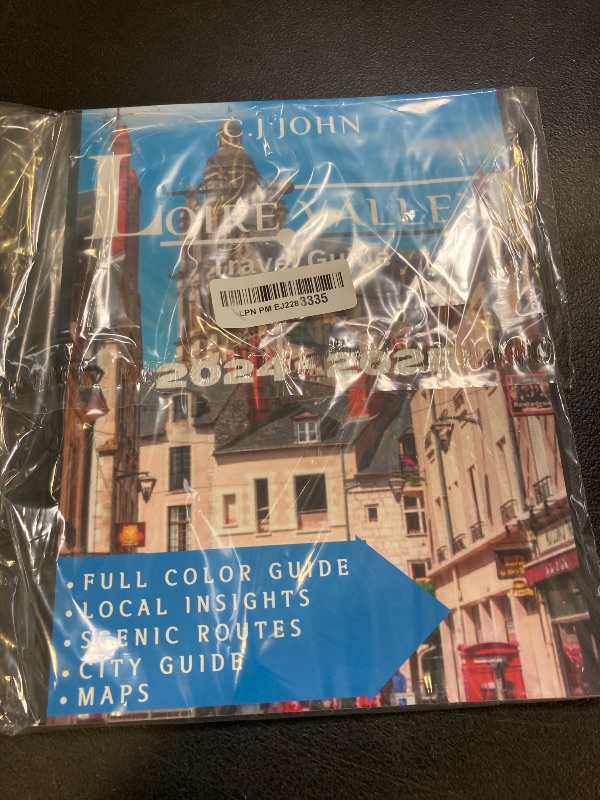 C.J JOHN
LOIRE VALLEY
Travel Guide
LPN PM EJ228 3335
2024
• FULL COLOR GUIDE
• LOCAL INSIGHTS
• SCENIC ROUTES
• CITY GUIDE
• MAPS